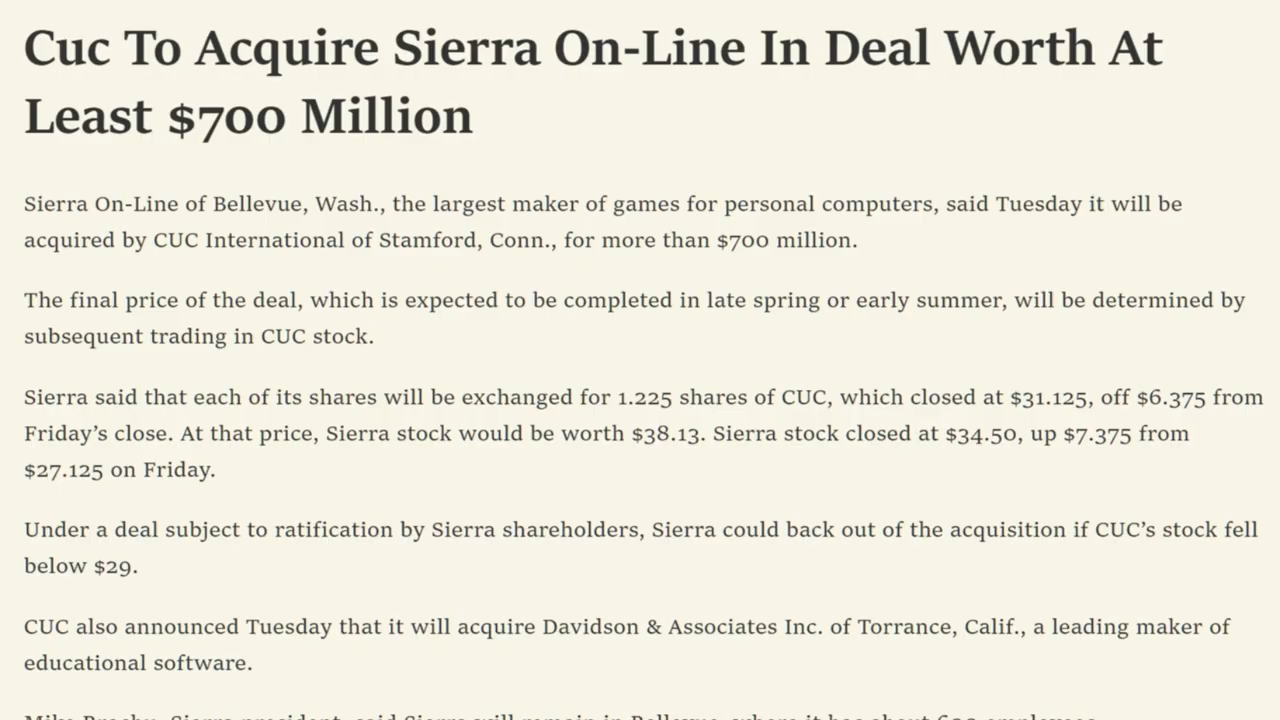 Cuc To Acquire Sierra On-Line In Deal Worth At
Least $700 Million
Sierra On-Line of Bellevue, Wash., the largest maker of games for personal computers, said Tuesday it will be
acquired by CUC International of Stamford, Conn., for more than $700 million.
The final price of the deal, which is expected to be completed in late spring or early summer, will be determined by
subsequent trading in CUC stock.
Sierra said that each of its shares will be exchanged for 1.225 shares of CUC, which closed at $31.125, off $6.375 from
Friday’s close. At that price, Sierra stock would be worth $38.13. Sierra stock closed at $34.50, up $7.375 from
$27.125 on Friday.
Under a deal subject to ratification by Sierra shareholders, Sierra could back out of the acquisition if CUC’s stock fell
below $29.
CUC also announced Tuesday that it will acquire Davidson & Associates Inc. of Torrance, Calif., a leading maker of
educational software.